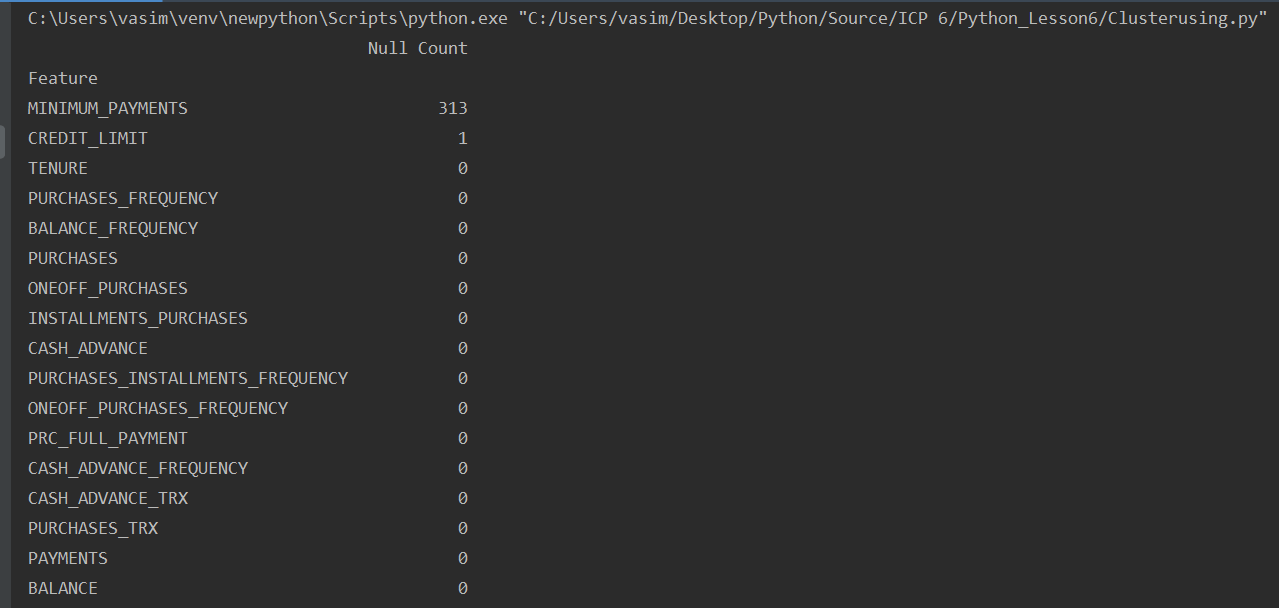 C:\Users\vasim\venv\newpython\Scripts\python.exe "C:/Users/vasim/Desktop/Python/Source/ICP 6/Python_Lesson6/Clusterusing.py"
Null Count
Feature
MINIMUM_PAYMENTS 313
CREDIT_LIMIT 1
TENURE 0
PURCHASES_FREQUENCY 0
BALANCE_FREQUENCY 0
PURCHASES 0
ONEOFF_PURCHASES 0
INSTALLMENTS_PURCHASES 0
CASH_ADVANCE 0
PURCHASES_INSTALLMENTS_FREQUENCY 0
ONEOFF_PURCHASES_FREQUENCY 0
PRC_FULL_PAYMENT 0
CASH_ADVANCE_FREQUENCY 0
CASH_ADVANCE_TRX 0
PURCHASES_TRX 0
PAYMENTS 0
BALANCE 0